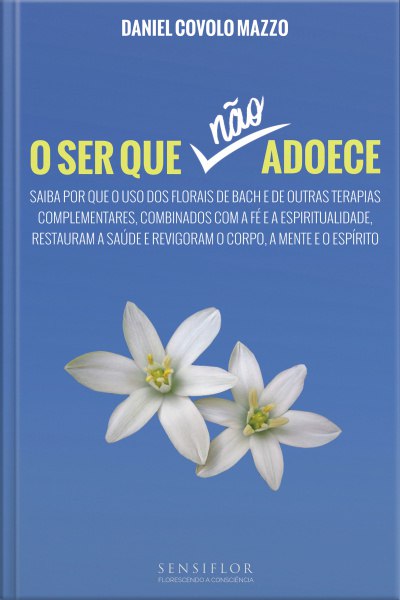 DANIEL COVOLO MAZZO
O SER QUE não ADOECE
SAIBA POR QUE O USO DOS FLORAIS DE BACH E DE OUTRAS TERAPIAS
COMPLEMENTARES, COMBINADOS COM A FÉ E A ESPIRITUALIDADE,
RESTAURAM A SAÚDE E REVIGORAM O CORPO, A MENTE E O ESPÍRITO
SENSIFLOR
FLORESCENDO A CONSCIÊNCIA